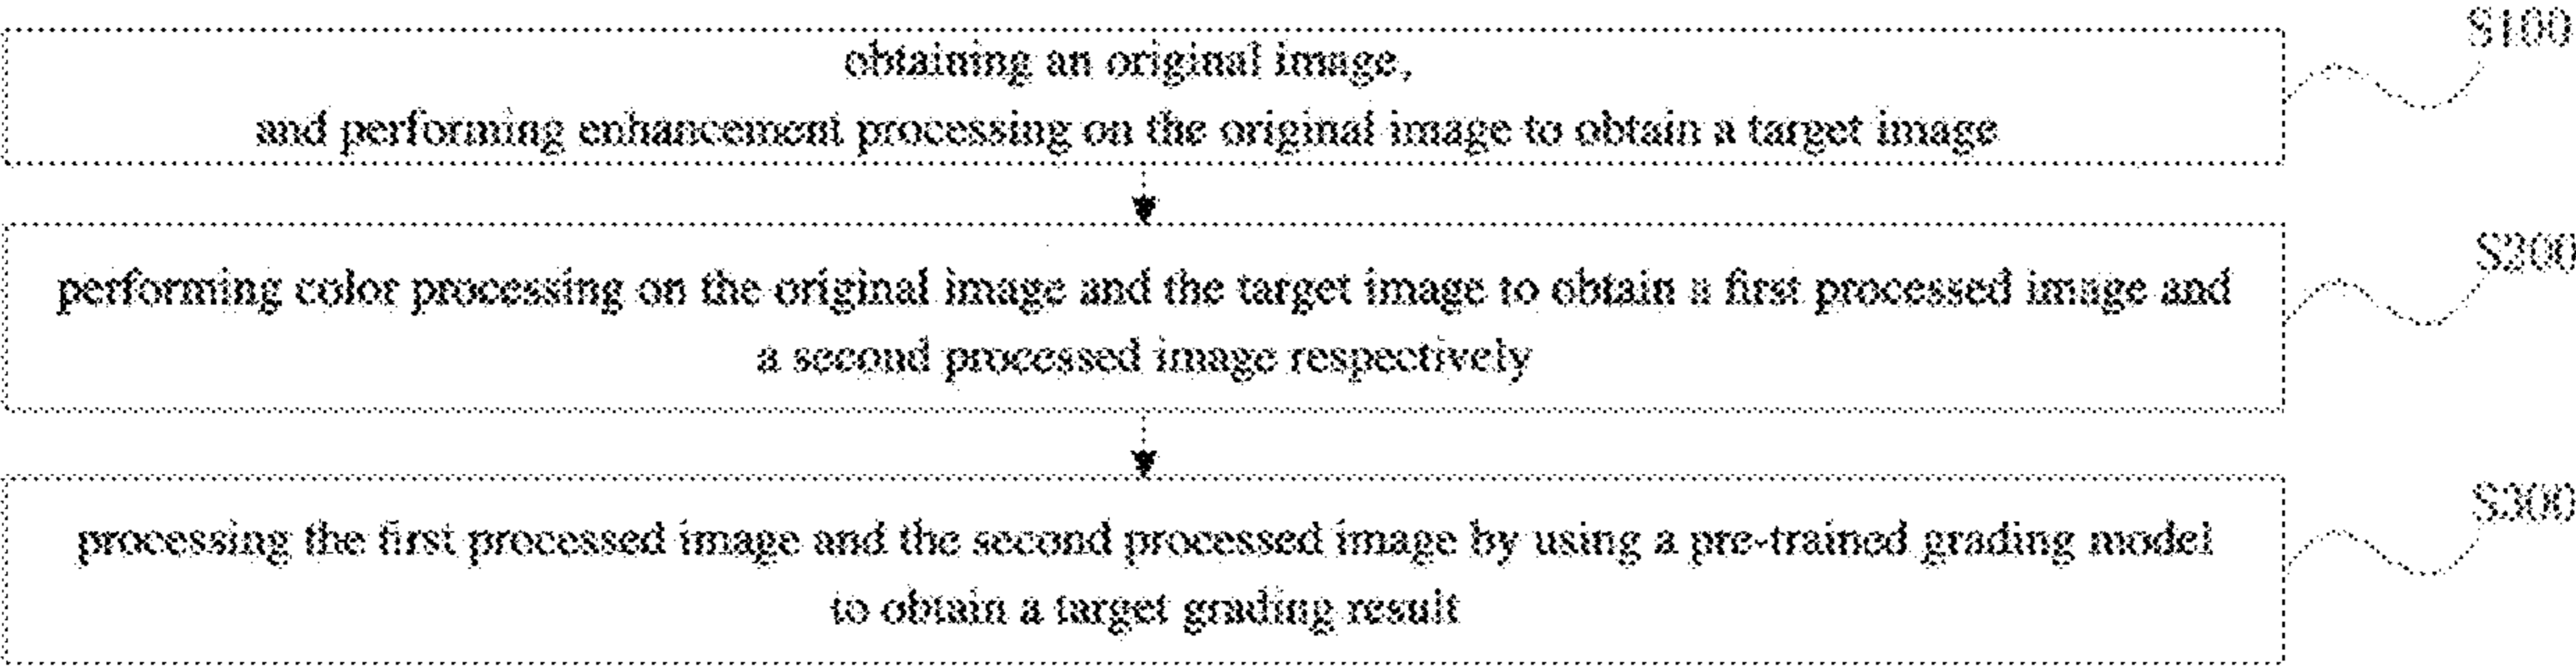 S100
obtaining an original image,
and performing enhancement processing on the original image to obtain a target image
S200
performing color processing on the original image and the target image to obtain a first processed image and
a second processed image respectively
S300
processing the first processed image and the second processed image by using a pre-trained grading model
to obtain a target grading result